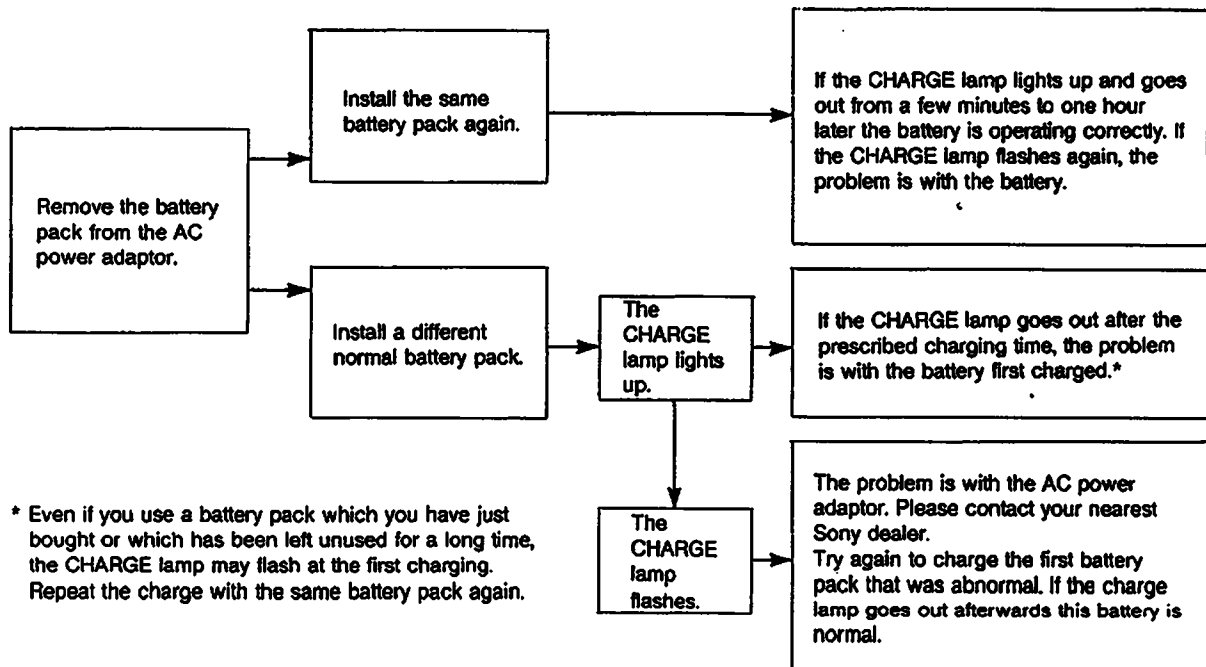 Remove the battery
pack from the AC
power adaptor.
Install the same
battery pack again.
If the CHARGE lamp lights up and goes
out from a few minutes to one hour
later the battery is operating correctly. If
the CHARGE lamp flashes again, the
problem is with the battery.
Install a different
normal battery pack.
The
CHARGE
lamp lights
up.
If the CHARGE lamp goes out after the
prescribed charging time, the problem
is with the battery first charged.*
The
CHARGE
lamp
flashes.
The problem is with the AC power
adaptor. Please contact your nearest
Sony dealer.
Try again to charge the first battery
pack that was abnormal. If the charge
lamp goes out afterwards this battery is
normal.
* Even if you use a battery pack which you have just
bought or which has been left unused for a long time,
the CHARGE lamp may flash at the first charging.
Repeat the charge with the same battery pack again.